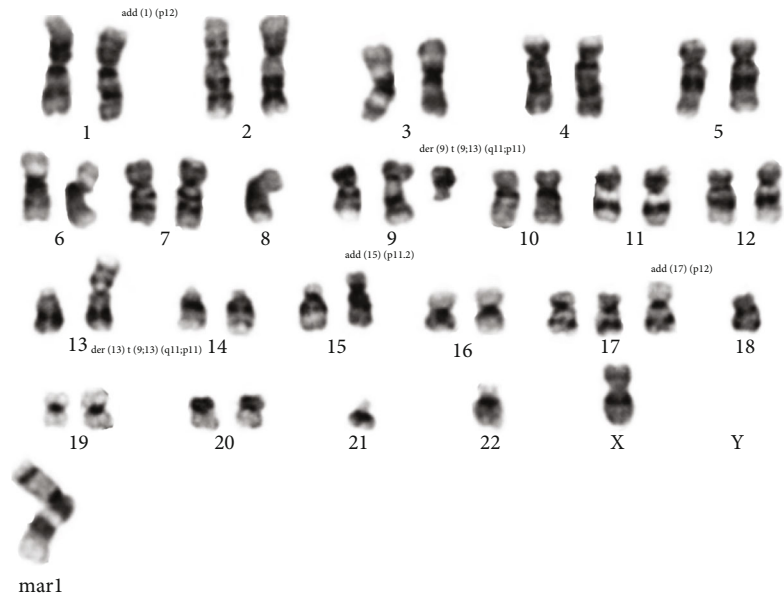 add (1) (p12)
1 2 3 4 5
der (9) t (9;13) (q11;p11)
6 7 8 9 10 11 12
add (15) (p11.2) add (17) (p12)
13 14 15 16 17 18
der (13) t (9;13) (q11;p11)
19 20 21 22 X Y
mar1